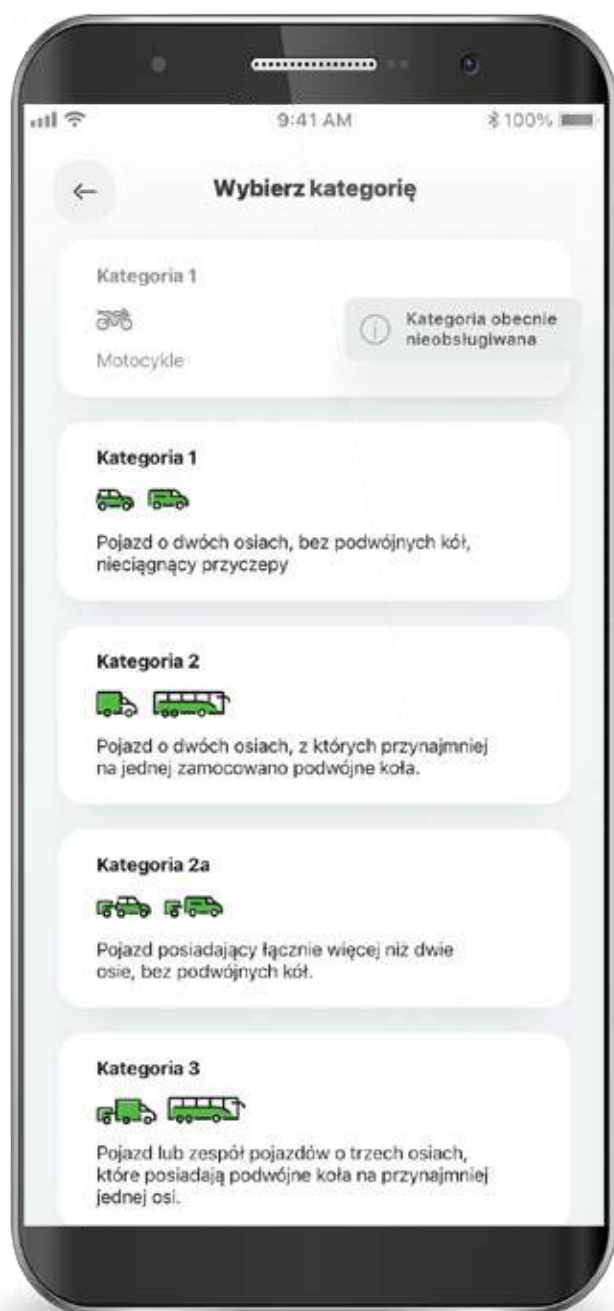 9:41 AM
100%
Wybierz kategorię
Kategoria 1
Kategoria obecnie
nieobsługiwana
Motocykle
Kategoria 1
Pojazd o dwóch osiach, bez podwójnych kół,
nieciągnący przyczepy
Kategoria 2
Pojazd o dwóch osiach, z których przynajmniej
na jednej zamocowano podwójne koła.
Kategoria 2a
Pojazd posiadający łącznie więcej niż dwie
osie, bez podwójnych kół.
Kategoria 3
Pojazd lub zespół pojazdów o trzech osiach,
które posiadają podwójne koła na przynajmniej
jednej osi.